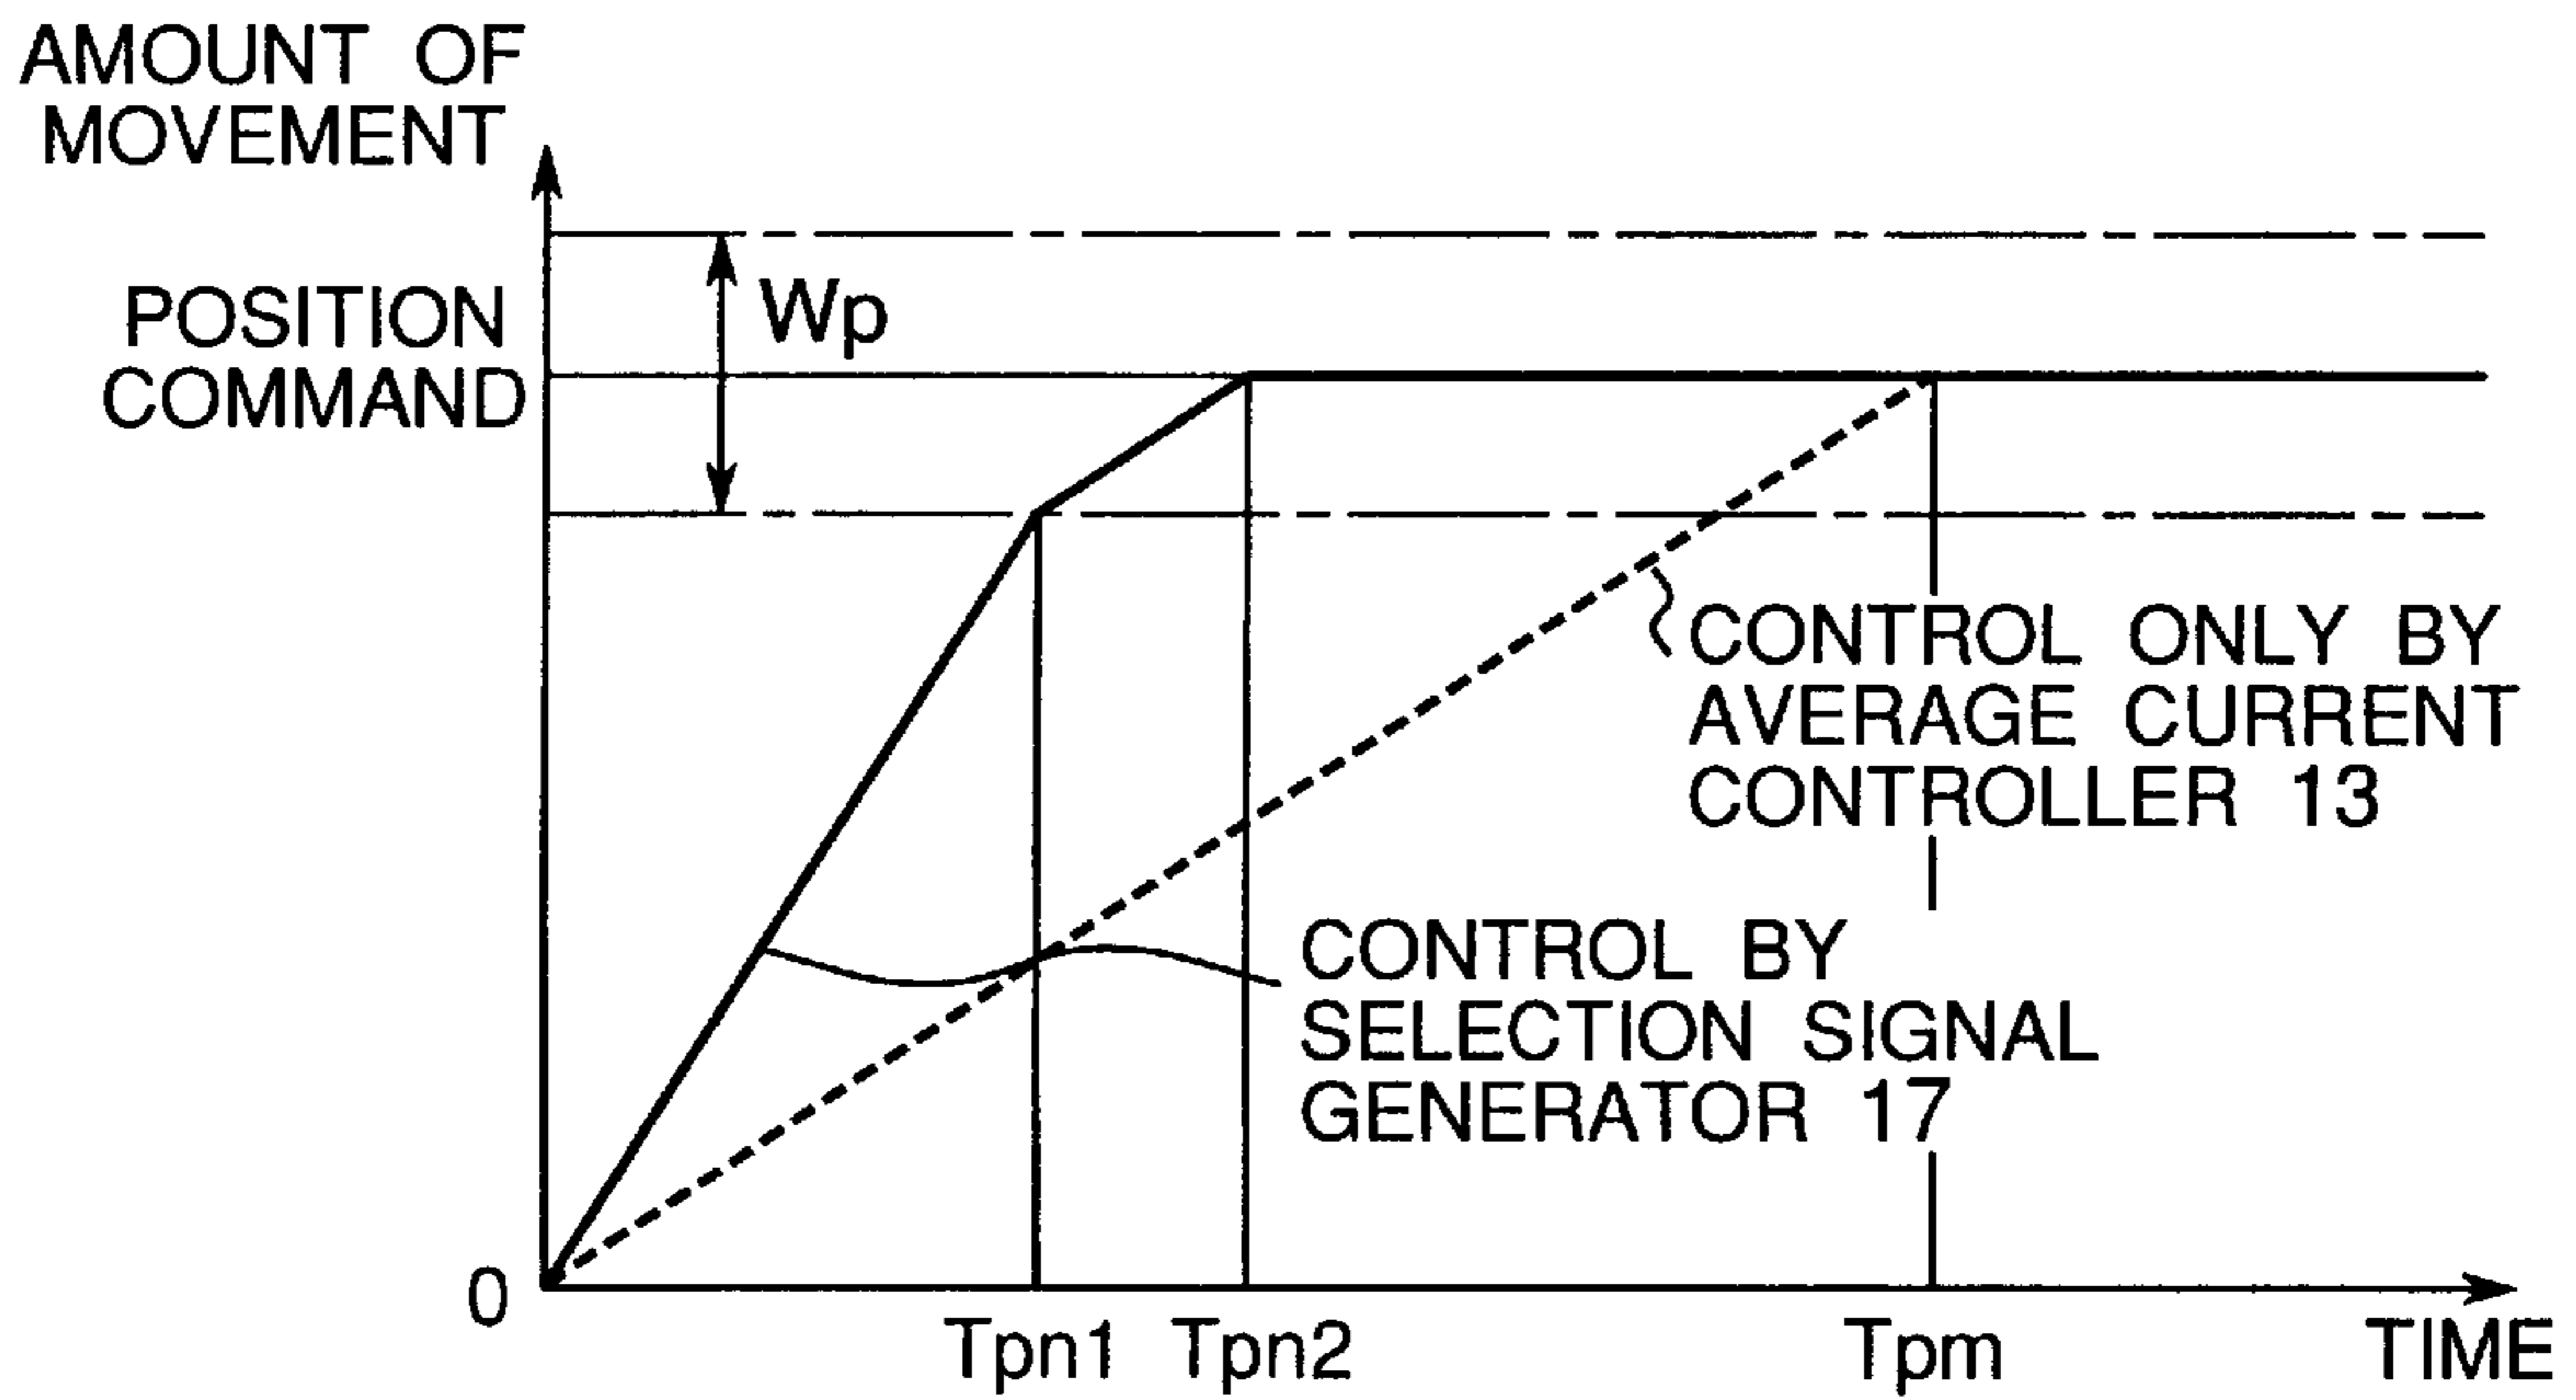 AMOUNT OF
MOVEMENT
POSITION
COMMAND
Wp
CONTROL ONLY BY
AVERAGE CURRENT
CONTROLLER 13
CONTROL BY
SELECTION SIGNAL
GENERATOR 17
0
Tpn1 Tpn2 Tpm TIME